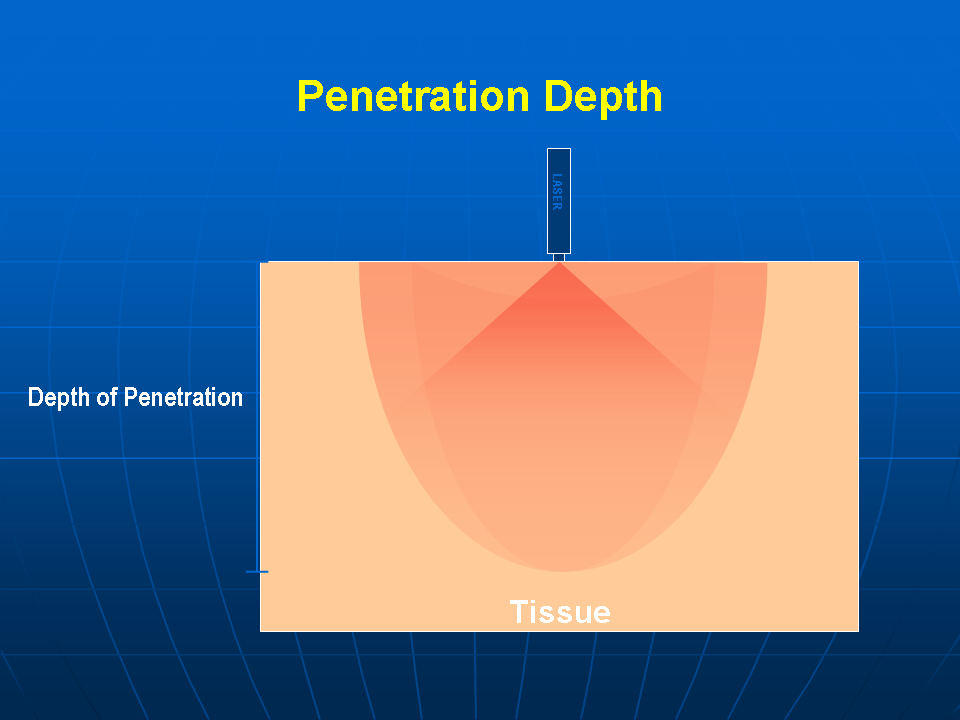 Penetration Depth
LASER
Depth of Penetration
Tissue